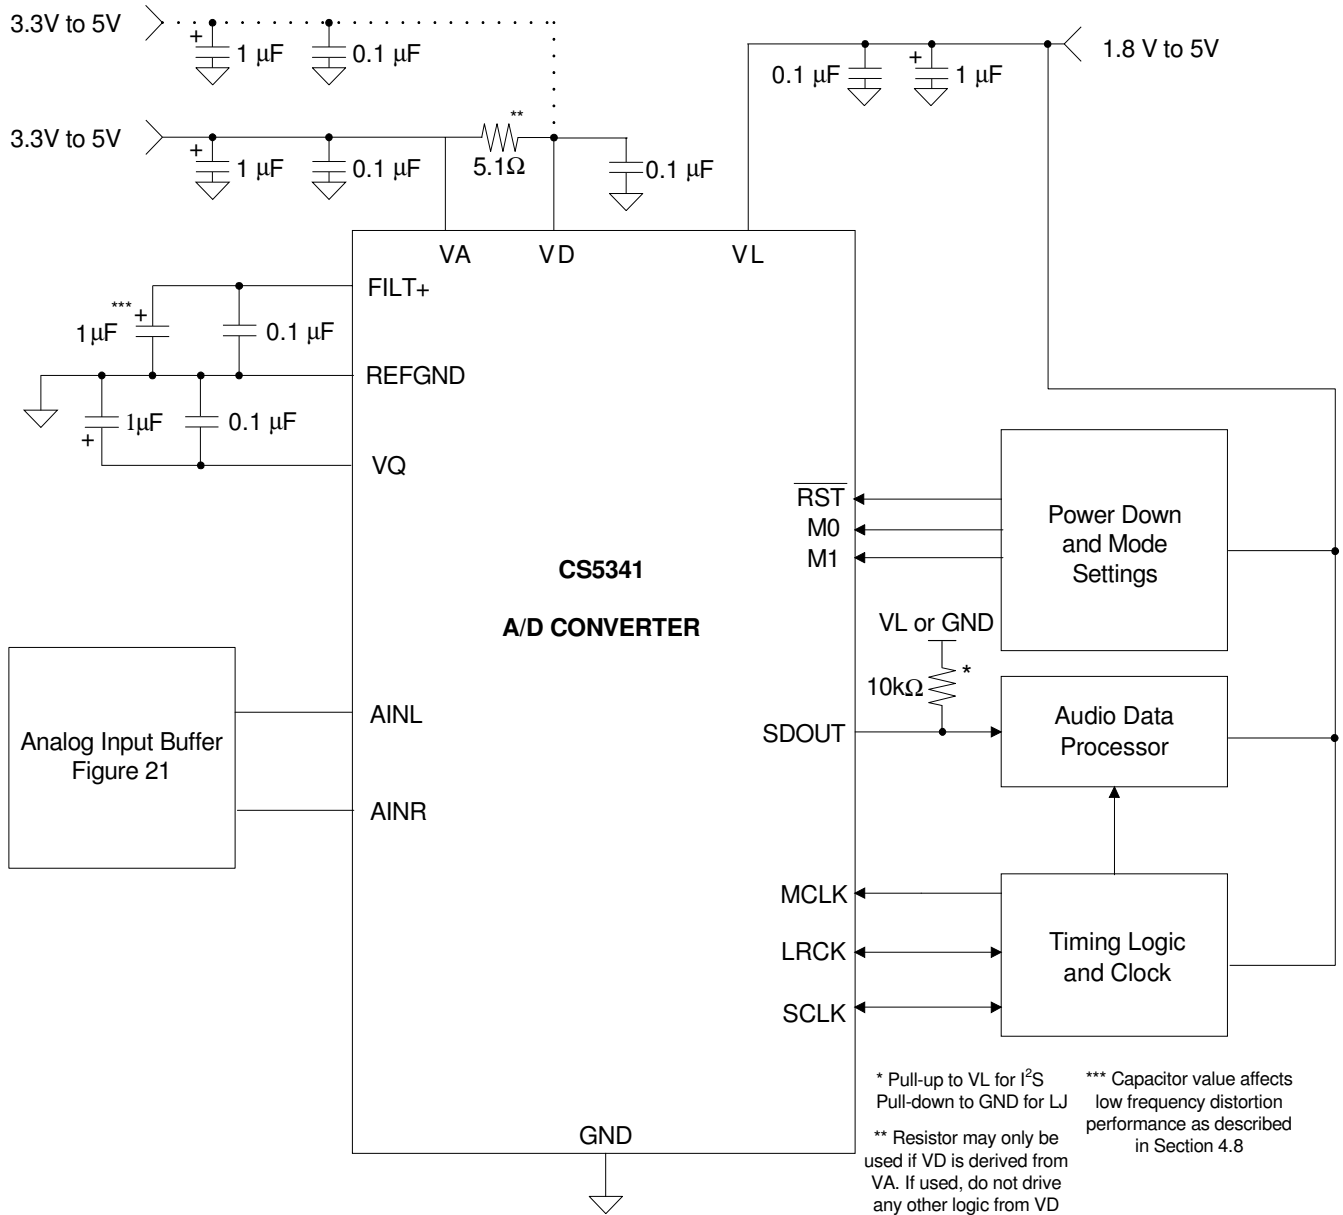 3.3V to 5V
+
1 µF
0.1 µF
1.8 V to 5V
0.1 µF
+
1 µF
3.3V to 5V
+
1 µF
0.1 µF
**
5.1Ω
0.1 µF
VA
VD
VL
FILT+
***
+
1µF
0.1 µF
REFGND
1µF
+
0.1 µF
VQ
RST
M0
M1
Power Down
and Mode
Settings
CS5341
A/D CONVERTER
VL or GND
*
10kΩ
Analog Input Buffer
Figure 21
AINL
AINR
SDOUT
Audio Data
Processor
MCLK
LRCK
SCLK
Timing Logic
and Clock
GND
* Pull-up to VL for I²S
Pull-down to GND for LJ
** Resistor may only be
used if VD is derived from
VA. If used, do not drive
any other logic from VD
*** Capacitor value affects
low frequency distortion
performance as described
in Section 4.8